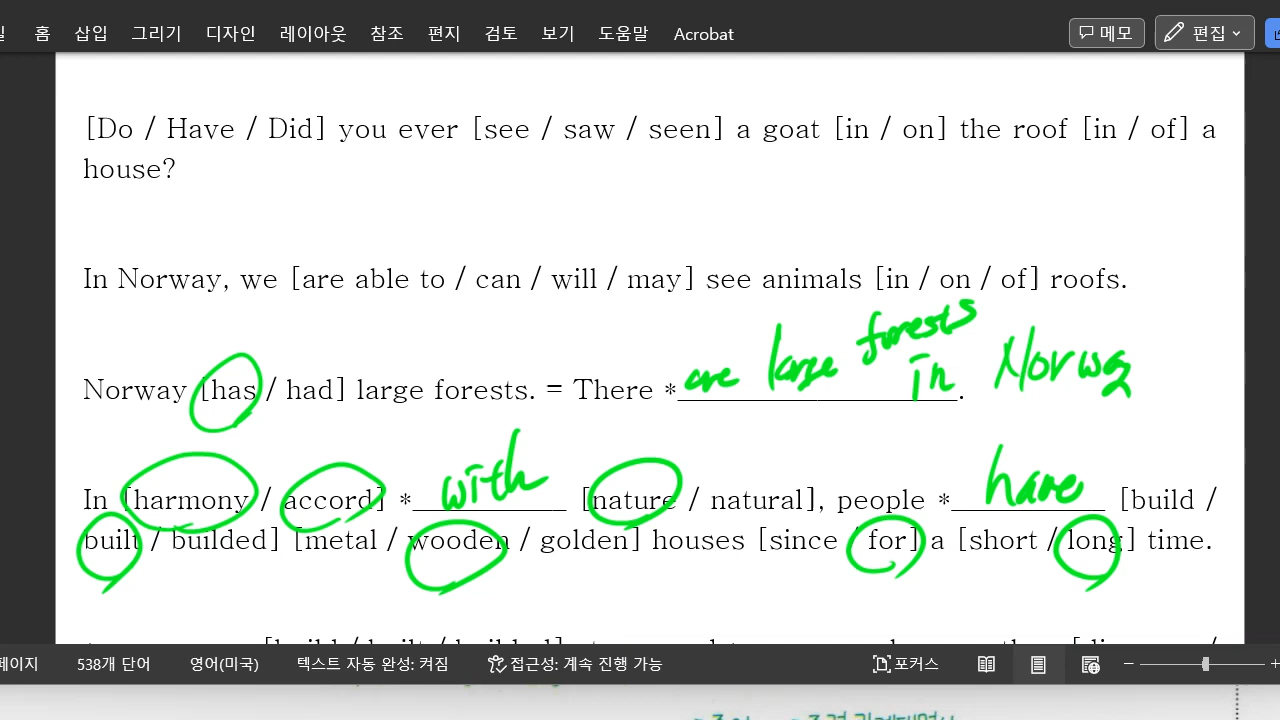 홈 삽입 그리기 디자인 레이아웃 참조 편지 검토 보기 도움말 Acrobat 메모 편집
[Do / Have / Did] you ever [see / saw / seen] a goat [in / on] the roof [in / of] a
house?
In Norway, we [are able to / can / will / may] see animals [in / on / of] roofs.
are large forests in Norway
Norway [has / had] large forests. = There *____________________.
with have
In [harmony / accord] *___________ [nature / natural], people *___________ [build /
built / builded] [metal / wooden / golden] houses [since / for] a [short / long] time.
538개 단어 영어(미국) 텍스트 자동 완성: 켜짐 접근성: 계속 진행 가능 포커스